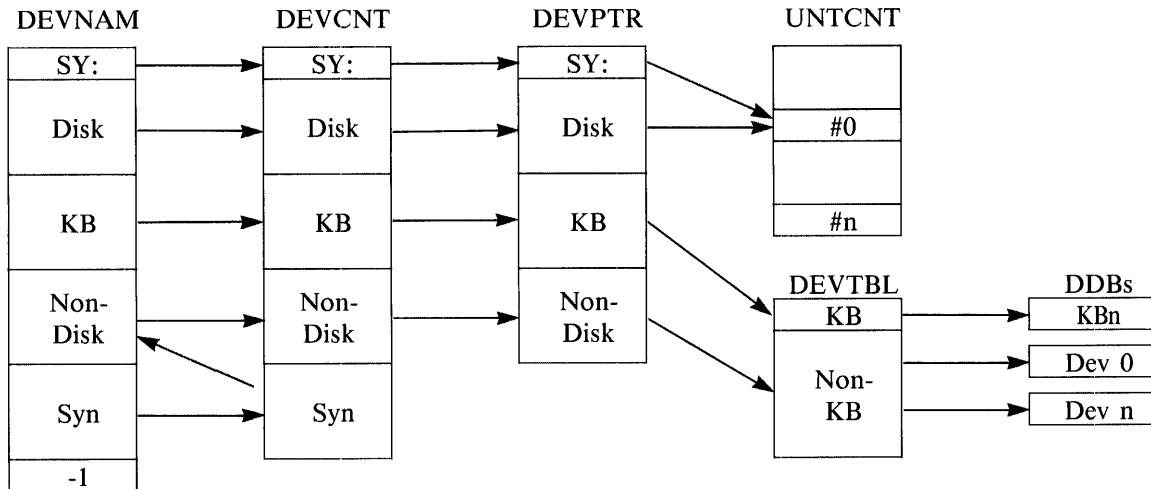 DEVNAM
SY:
Disk
KB
Non-
Disk
Syn
-1
DEVCNT
SY:
Disk
KB
Non-
Disk
Syn
DEVPTR
SY:
Disk
KB
Non-
Disk
UNTCNT
#0
#n
DEVTBL
KB
Non-
KB
DDBs
KBn
Dev 0
Dev n